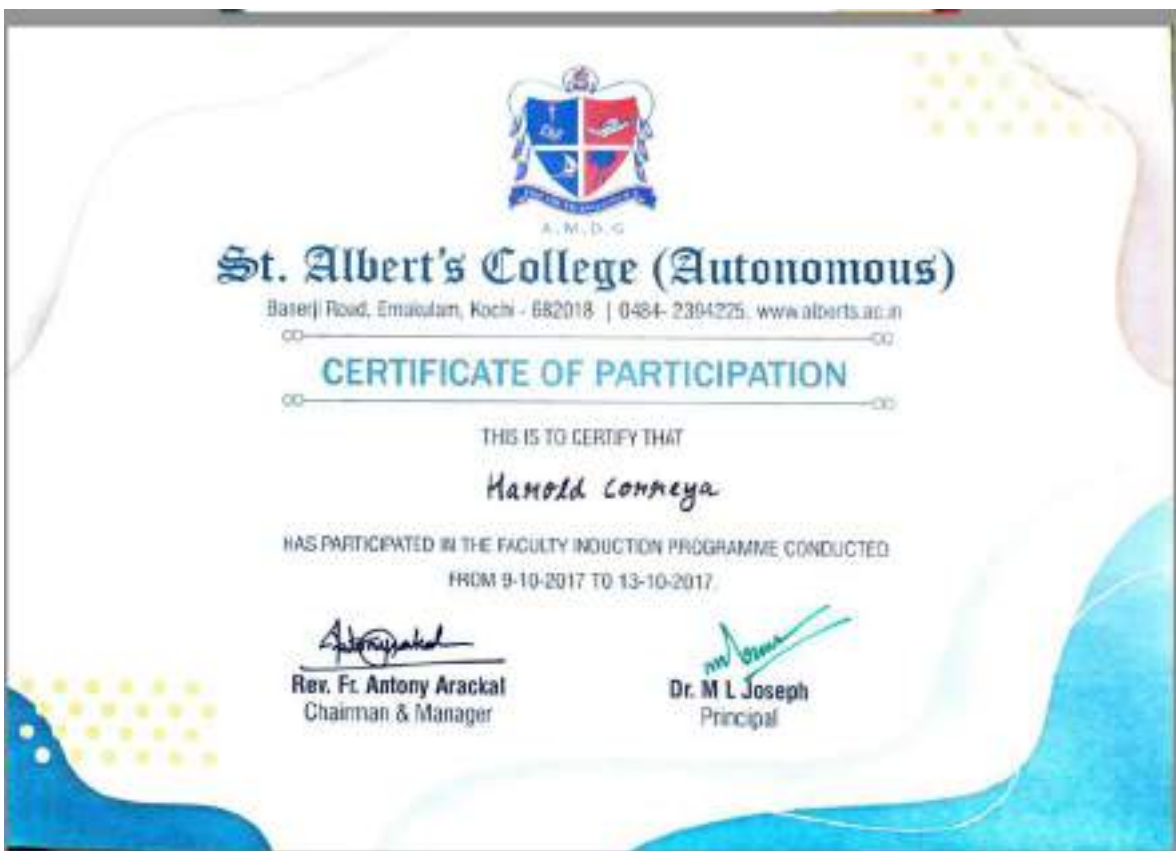 A.M.D.G
St. Albert's College (Autonomous)
Banerji Road, Ernakulam, Kochi - 682018 | 0484- 2394225, www.alberts.ac.in
CERTIFICATE OF PARTICIPATION
THIS IS TO CERTIFY THAT
Harold Correya
HAS PARTICIPATED IN THE FACULTY INDUCTION PROGRAMME CONDUCTED
FROM 9-10-2017 TO 13-10-2017.
Rev. Fr. Antony Arackal
Dr. M L Joseph
Chairman & Manager
Principal